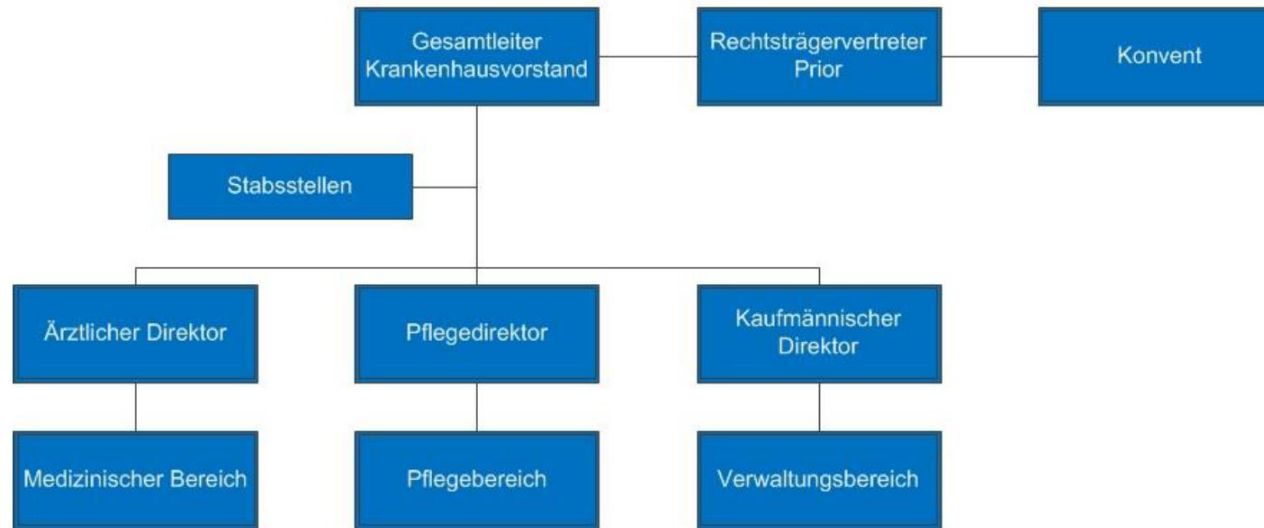 Gesamtleiter
Krankenhausvorstand
Rechtsträgervertreter
Prior
Konvent
Stabsstellen
Ärztlicher Direktor
Pflegedirektor
Kaufmännischer
Direktor
Medizinischer Bereich
Pflegebereich
Verwaltungsbereich